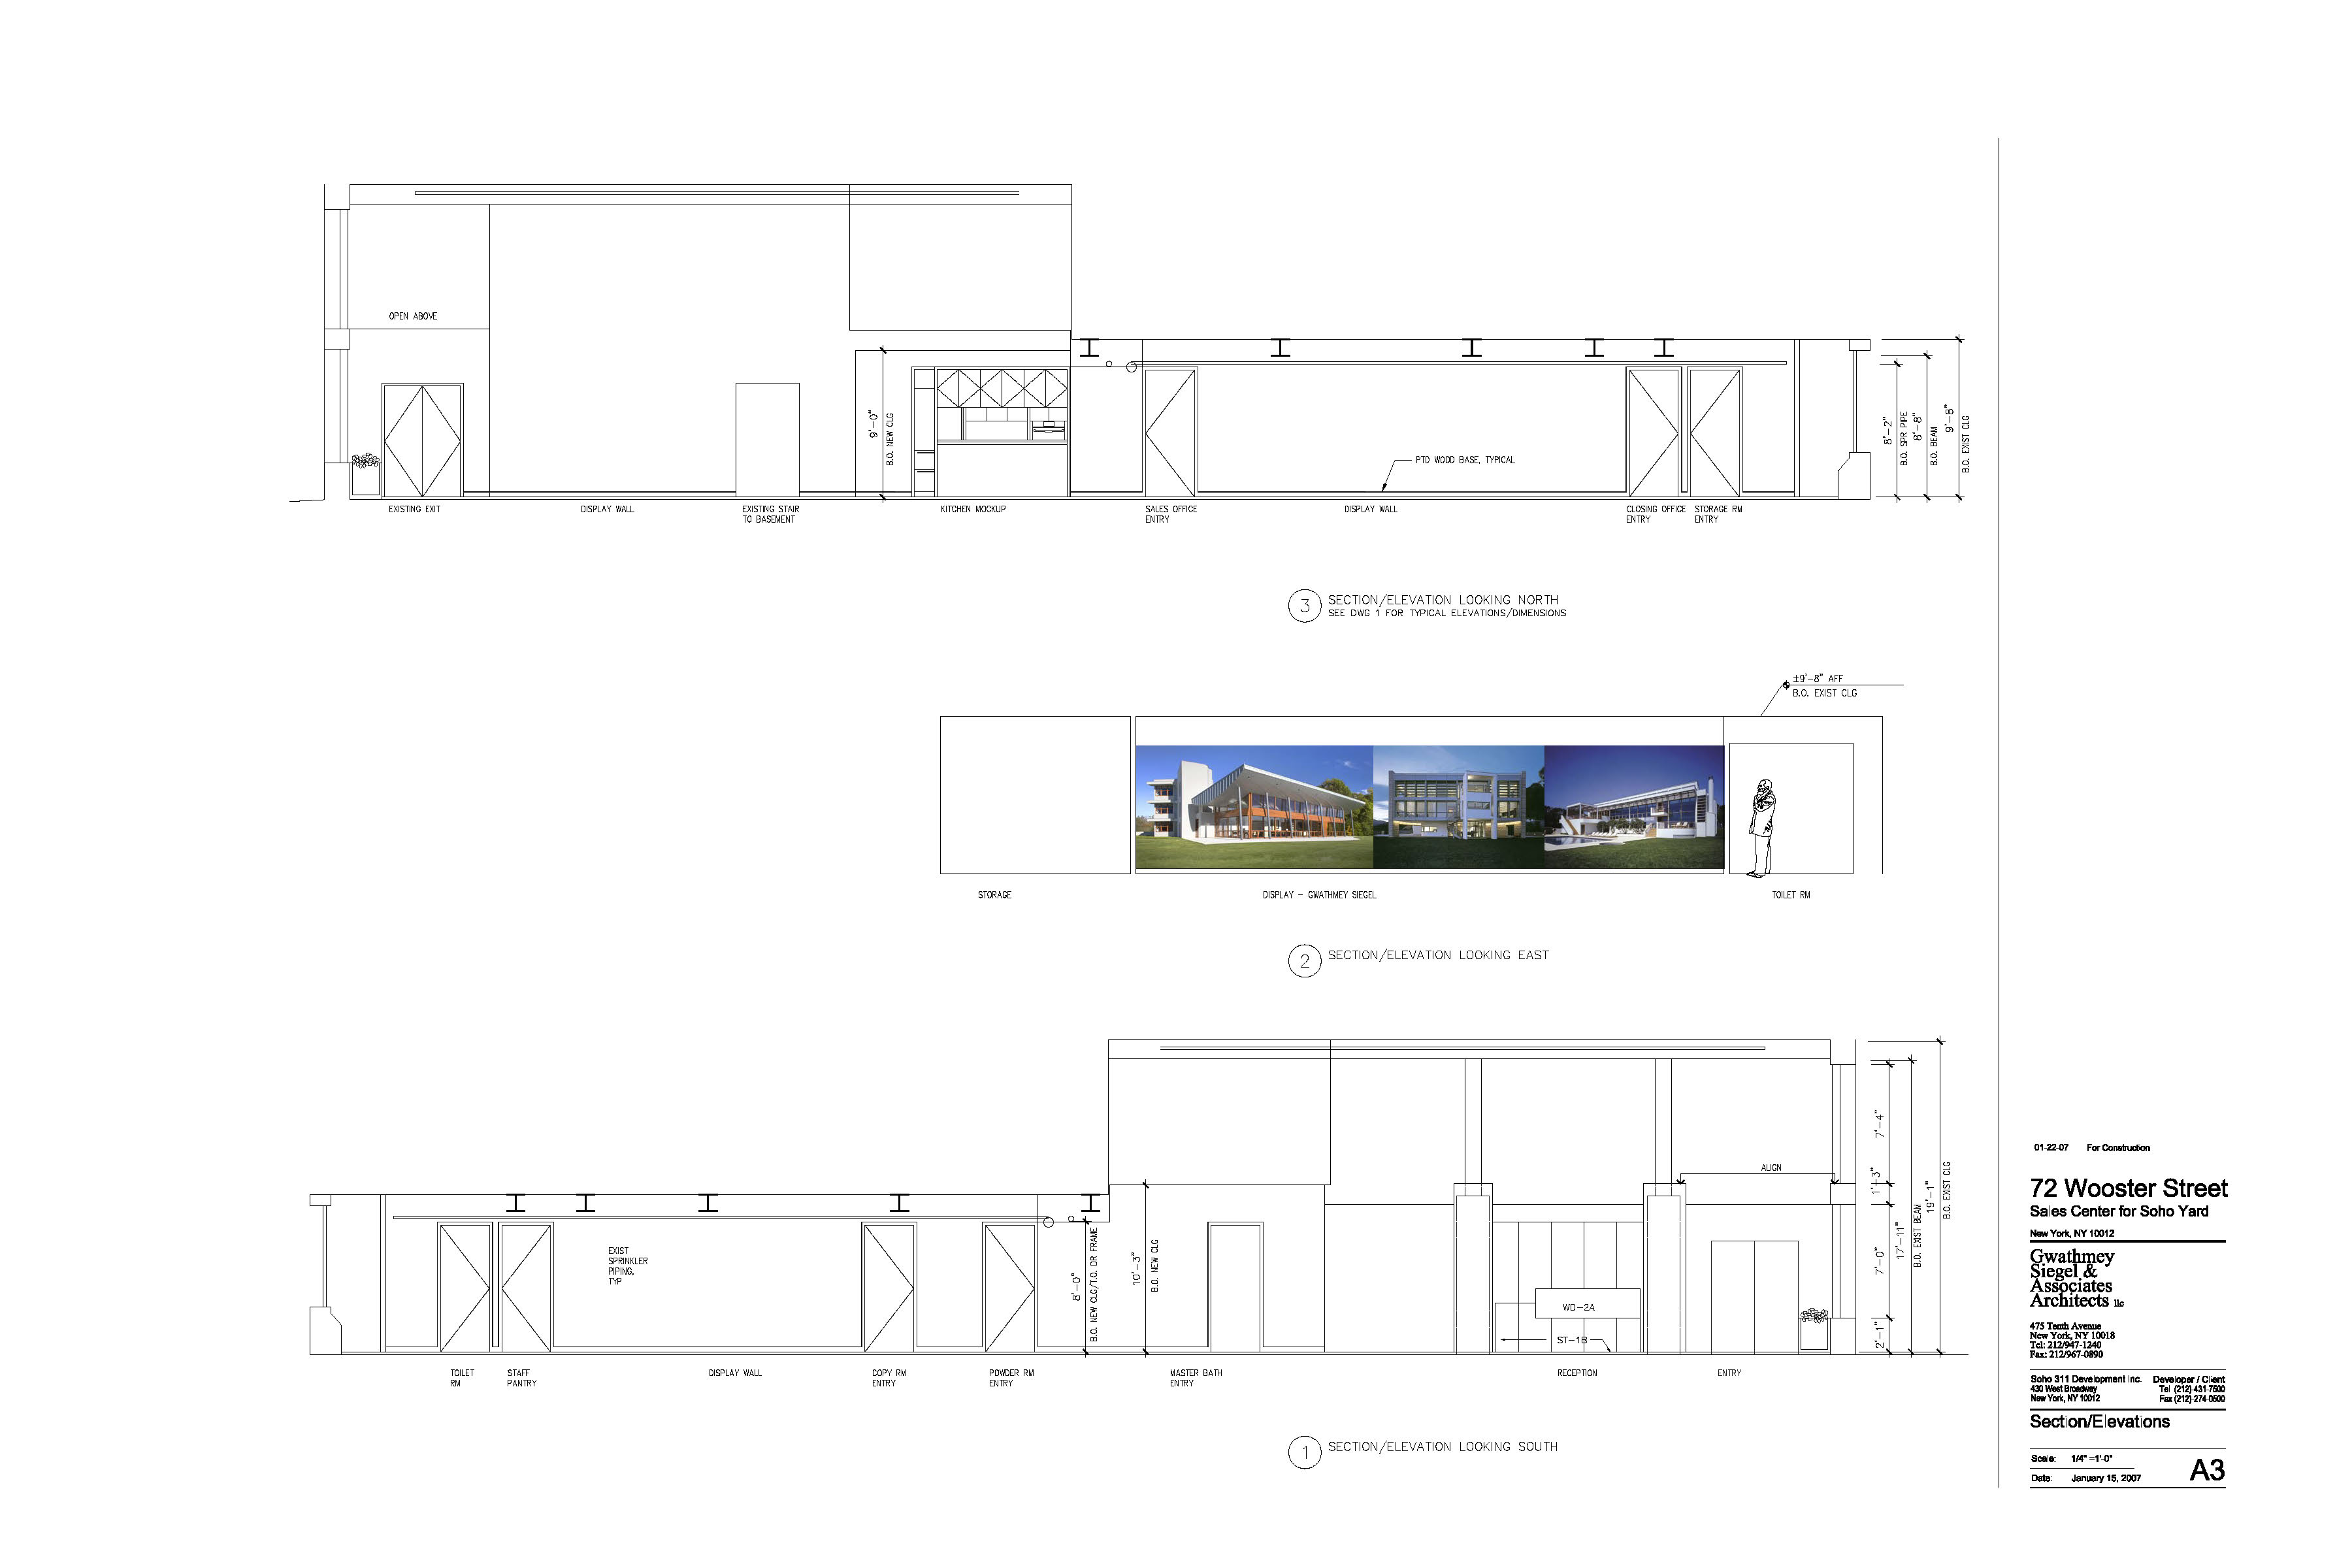 OPEN ABOVE
9'-0"
B.O. NEW CLG
PTD WOOD BASE, TYPICAL
8'-2"
B.O. SPR PIPE
8'-8"
B.O. BEAM
9'-8"
B.O. EXIST CLG
EXISTING EXIT
DISPLAY WALL
EXISTING STAIR
TO BASEMENT
KITCHEN MOCKUP
SALES OFFICE
ENTRY
DISPLAY WALL
CLOSING OFFICE
ENTRY
STORAGE RM
ENTRY
3
SECTION/ELEVATION LOOKING NORTH
SEE DWG 1 FOR TYPICAL ELEVATIONS/DIMENSIONS
±9'-8" AFF
B.O. EXIST CLG
STORAGE
DISPLAY - GWATHMEY SIEGEL
TOILET RM
2
SECTION/ELEVATION LOOKING EAST
ALIGN
EXIST
SPRINKLER
PIPING,
TYP
8'-0"
B.O. NEW CLG/T.O. DR FRAME
10'-3"
B.O. NEW CLG
WD-2A
ST-1B
7'-4"
1'-3"
7'-0"
2'-1"
17'-11"
B.O. EXIST BEAM
19'-1"
B.O. EXIST CLG
TOILET
RM
STAFF
PANTRY
DISPLAY WALL
COPY RM
ENTRY
POWDER RM
ENTRY
MASTER BATH
ENTRY
RECEPTION
ENTRY
1
SECTION/ELEVATION LOOKING SOUTH
01-22-07 For Construction
72 Wooster Street
Sales Center for Soho Yard
New York, NY 10012
Gwathmey
Siegel &
Associates
Architects llc
475 Tenth Avenue
New York, NY 10018
Tel: 212/947-1240
Fax: 212/967-0890
Soho 311 Development Inc. Developer / Client
430 West Broadway Tel (212)-431-7500
New York, NY 10012 Fax (212)-274-0500
Section/Elevations
Scale: 1/4" =1'-0"
Date: January 15, 2007
A3